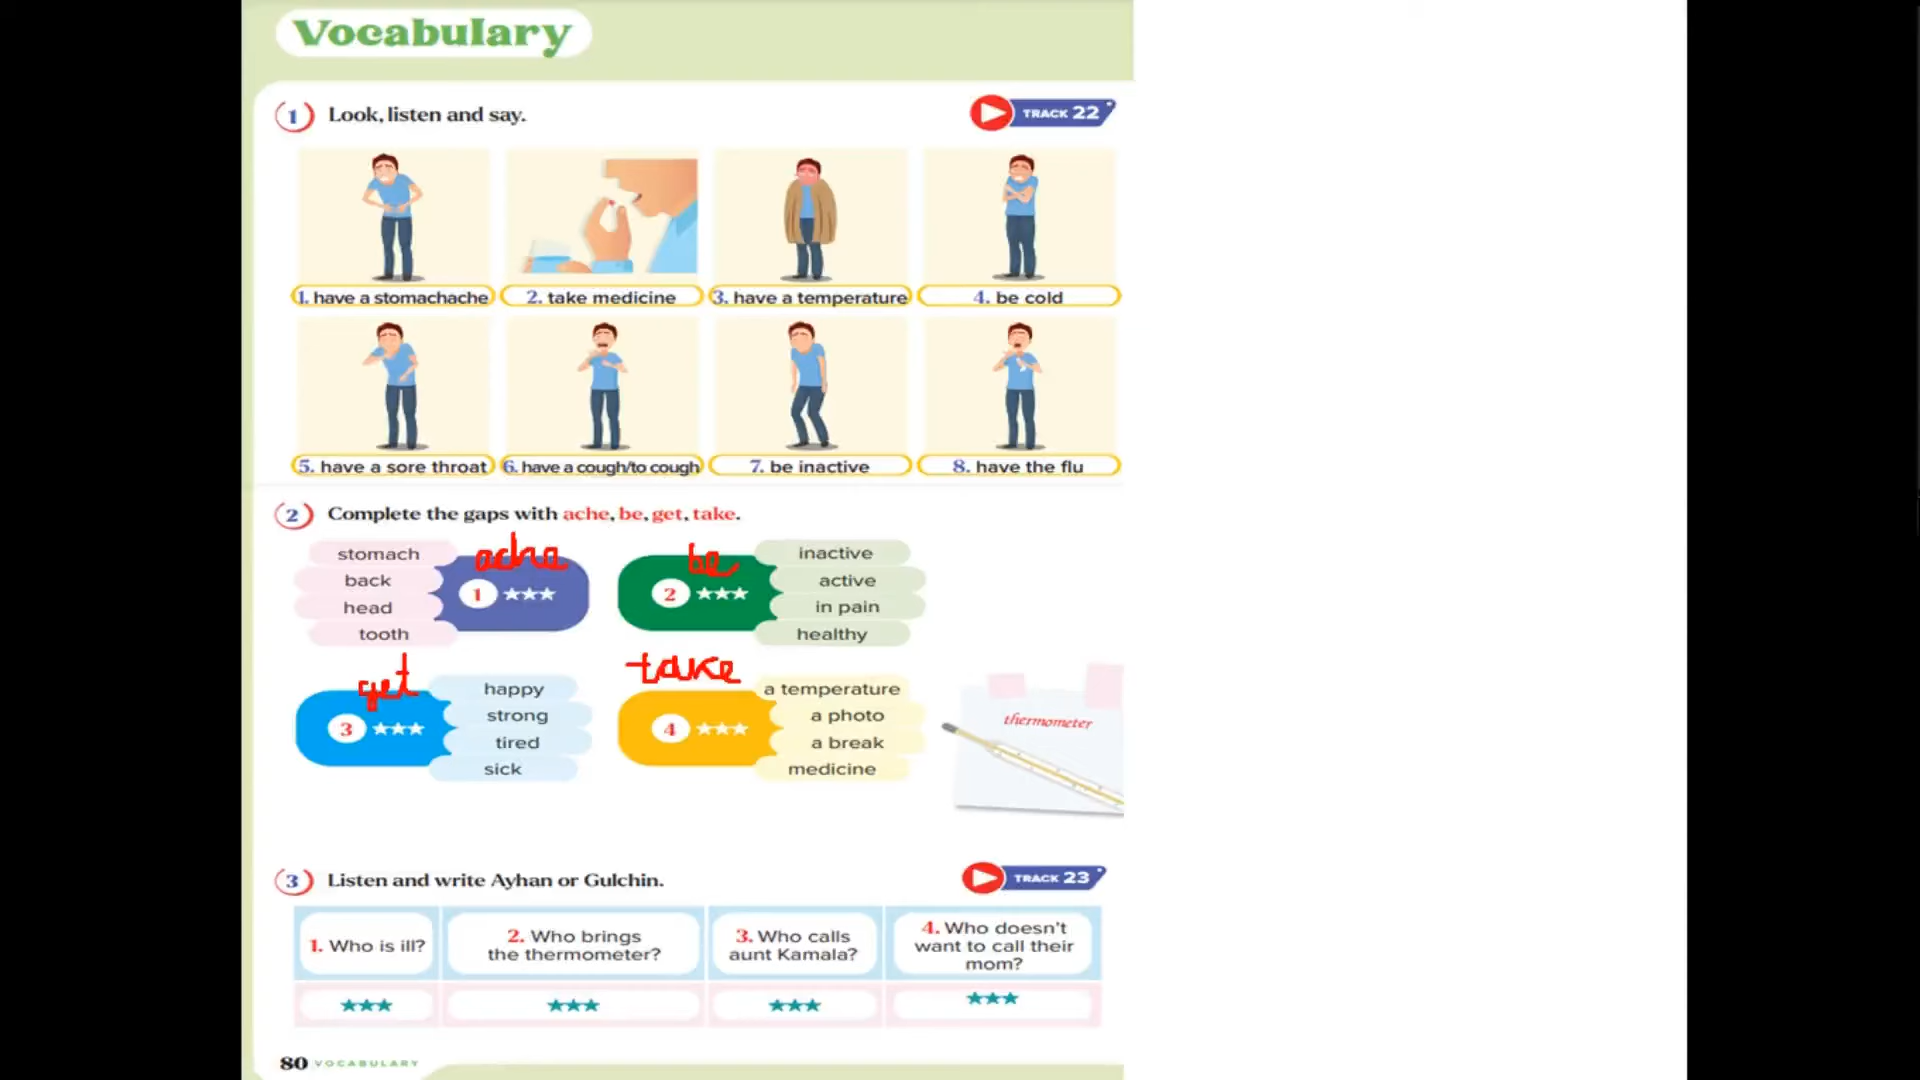 Vocabulary
1 Look, listen and say.
TRACK 22
1. have a stomachache
2. take medicine
3. have a temperature
4. be cold
5. have a sore throat
6. have a cough/to cough
7. be inactive
8. have the flu
2 Complete the gaps with ache, be, get, take.
stomach
back
head
tooth
ache
1 ★★★
be
2 ★★★
inactive
active
in pain
healthy
get
3 ★★★
happy
strong
tired
sick
take
4 ★★★
a temperature
a photo
a break
medicine
thermometer
3 Listen and write Ayhan or Gulchin.
TRACK 23
1. Who is ill?
2. Who brings
the thermometer?
3. Who calls
aunt Kamala?
4. Who doesn't
want to call their
mom?
★★★
★★★
★★★
★★★
80 VOCABULARY